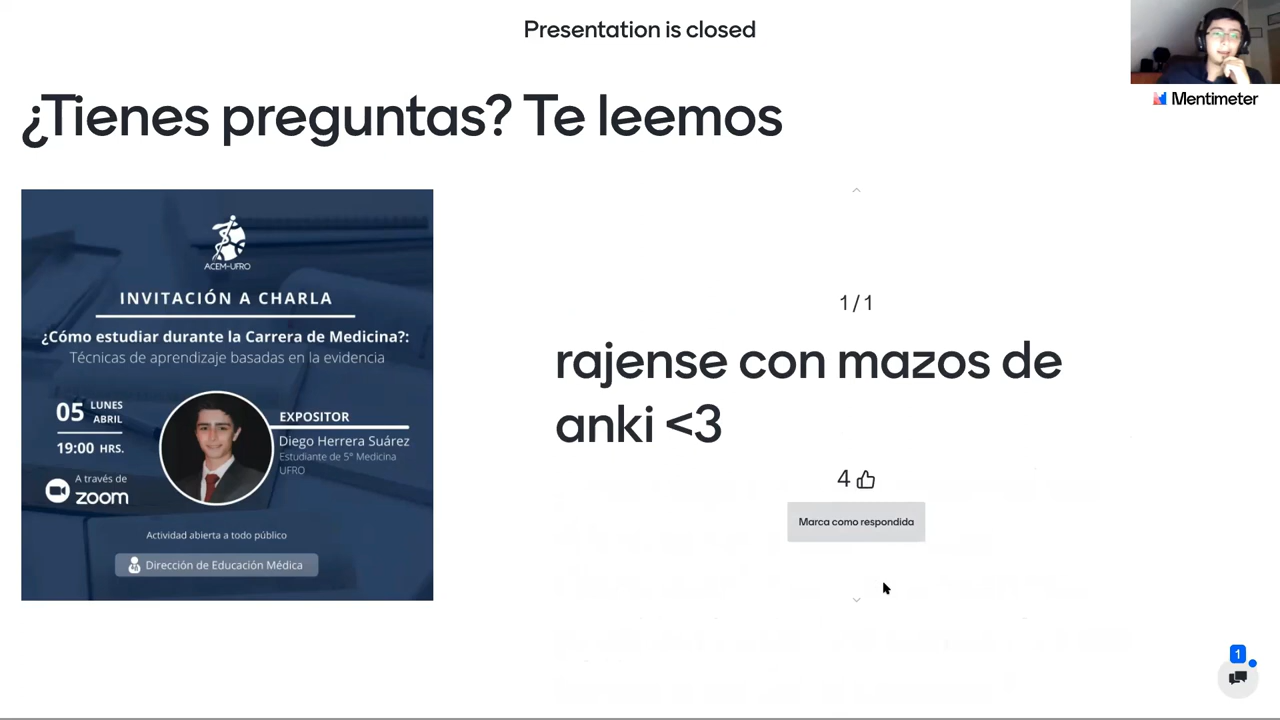 Presentation is closed
Mentimeter
¿Tienes preguntas? Te leemos
ACEM-UFRO
INVITACIÓN A CHARLA
¿Cómo estudiar durante la Carrera de Medicina?:
Técnicas de aprendizaje basadas en la evidencia
05 LUNES
ABRIL
19:00 HRS.
A través de
zoom
EXPOSITOR
Diego Herrera Suárez
Estudiante de 5° Medicina
UFRO
Actividad abierta a todo público
Dirección de Educación Médica
1/1
rajense con mazos de
anki <3
4
Marca como respondida
1